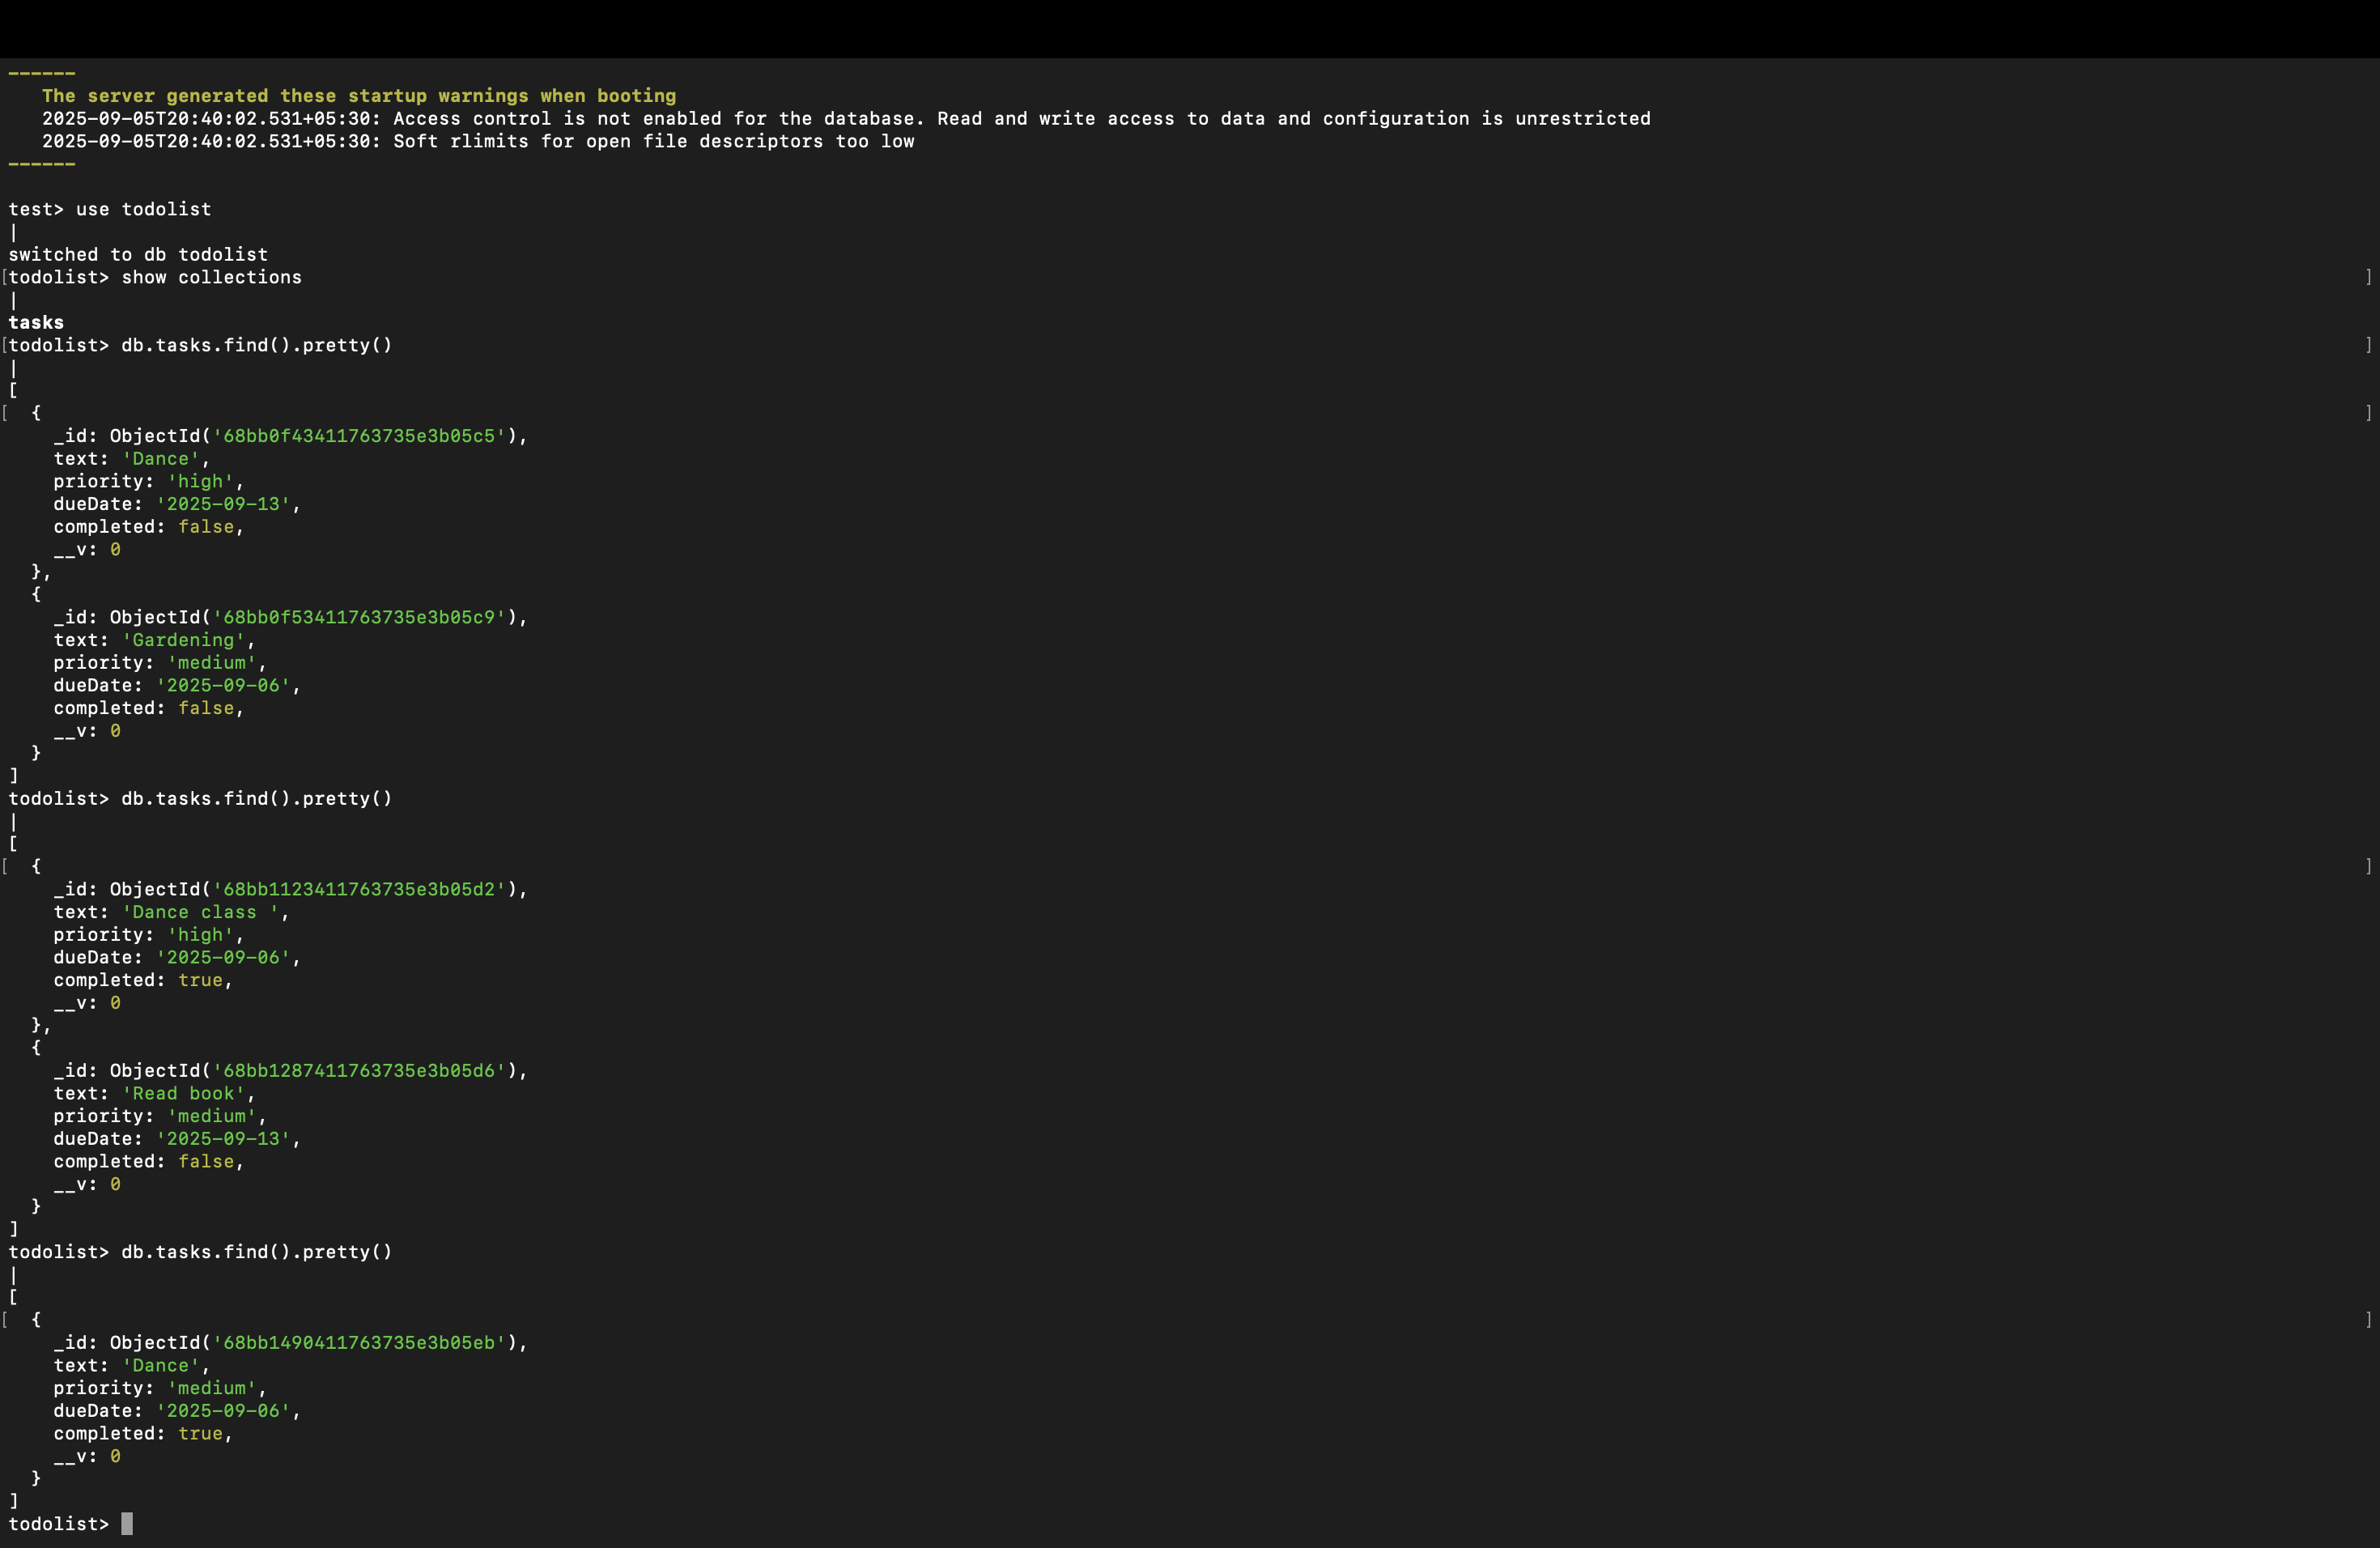 ------
   The server generated these startup warnings when booting
   2025-09-05T20:40:02.531+05:30: Access control is not enabled for the database. Read and write access to data and configuration is unrestricted
   2025-09-05T20:40:02.531+05:30: Soft rlimits for open file descriptors too low
------

test> use todolist
|
switched to db todolist
[todolist> show collections ]
|
tasks
[todolist> db.tasks.find().pretty() ]
|
[
[  { ]
    _id: ObjectId('68bb0f43411763735e3b05c5'),
    text: 'Dance',
    priority: 'high',
    dueDate: '2025-09-13',
    completed: false,
    __v: 0
  },
  {
    _id: ObjectId('68bb0f53411763735e3b05c9'),
    text: 'Gardening',
    priority: 'medium',
    dueDate: '2025-09-06',
    completed: false,
    __v: 0
  }
]
todolist> db.tasks.find().pretty()
|
[
[  { ]
    _id: ObjectId('68bb1123411763735e3b05d2'),
    text: 'Dance class ',
    priority: 'high',
    dueDate: '2025-09-06',
    completed: true,
    __v: 0
  },
  {
    _id: ObjectId('68bb1287411763735e3b05d6'),
    text: 'Read book',
    priority: 'medium',
    dueDate: '2025-09-13',
    completed: false,
    __v: 0
  }
]
todolist> db.tasks.find().pretty()
|
[
[  { ]
    _id: ObjectId('68bb1490411763735e3b05eb'),
    text: 'Dance',
    priority: 'medium',
    dueDate: '2025-09-06',
    completed: true,
    __v: 0
  }
]
todolist>